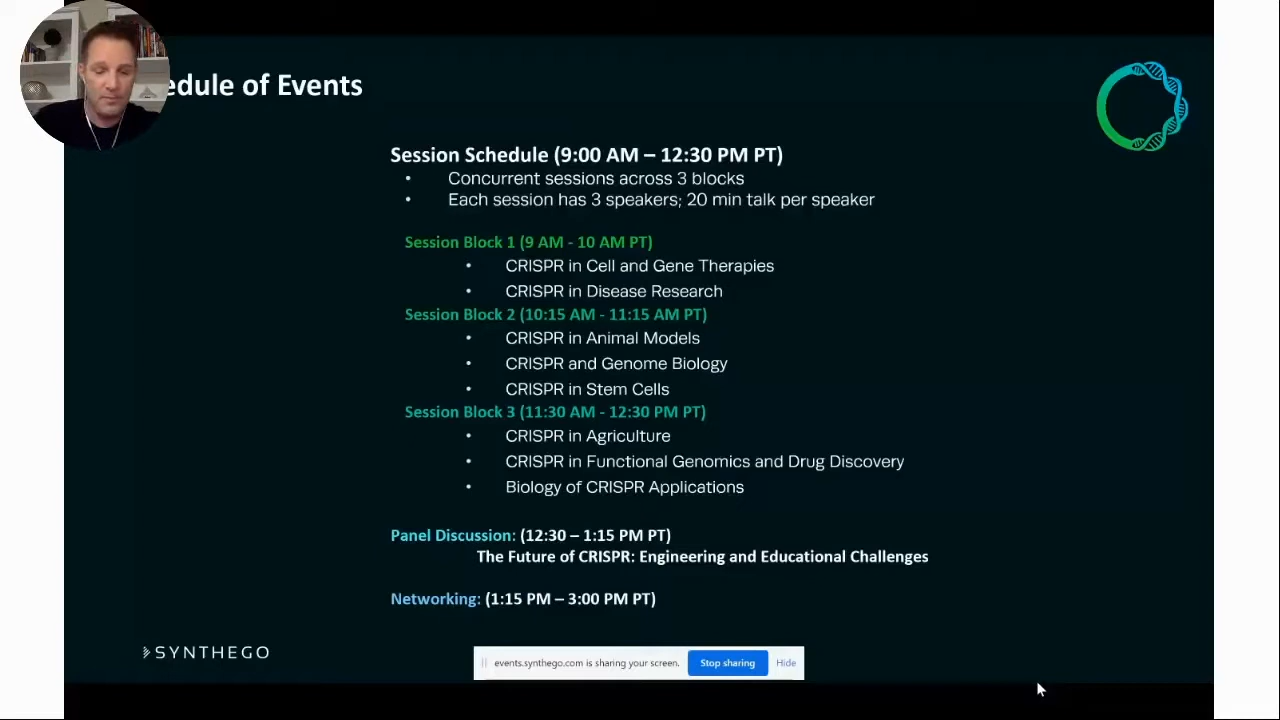 edule of Events
Session Schedule (9:00 AM – 12:30 PM PT)
• Concurrent sessions across 3 blocks
• Each session has 3 speakers; 20 min talk per speaker
Session Block 1 (9 AM - 10 AM PT)
• CRISPR in Cell and Gene Therapies
• CRISPR in Disease Research
Session Block 2 (10:15 AM - 11:15 AM PT)
• CRISPR in Animal Models
• CRISPR and Genome Biology
• CRISPR in Stem Cells
Session Block 3 (11:30 AM - 12:30 PM PT)
• CRISPR in Agriculture
• CRISPR in Functional Genomics and Drug Discovery
• Biology of CRISPR Applications
Panel Discussion: (12:30 – 1:15 PM PT)
The Future of CRISPR: Engineering and Educational Challenges
Networking: (1:15 PM – 3:00 PM PT)
SYNTHEGO
events.synthego.com is sharing your screen. Stop sharing Hide